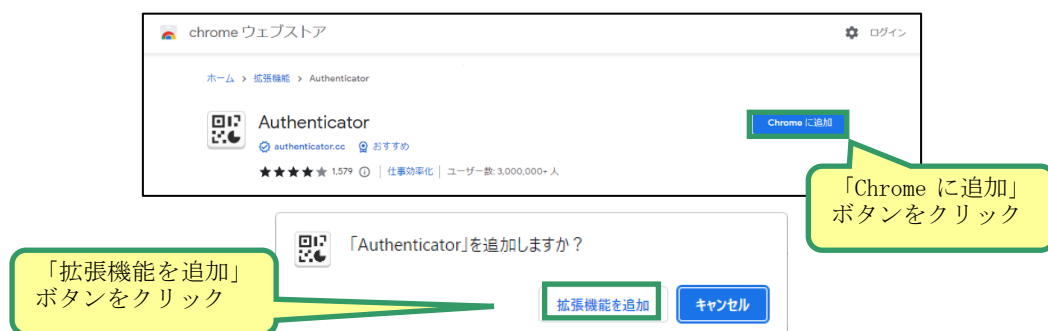 chrome ウェブストア
ログイン
ホーム > 拡張機能 > Authenticator
Authenticator
Chrome に追加
authenticator.cc おすすめ
1,579 仕事効率化 ユーザー数: 3,000,000+ 人
「Chrome に追加」
ボタンをクリック
「Authenticator」を追加しますか？
「拡張機能を追加」
ボタンをクリック
拡張機能を追加
キャンセル